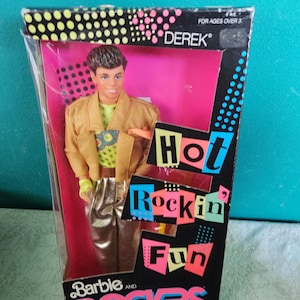 FOR AGES OVER 3
DEREK®
Hot
Rockin'
Fun
Barbie AND
ROCKERS